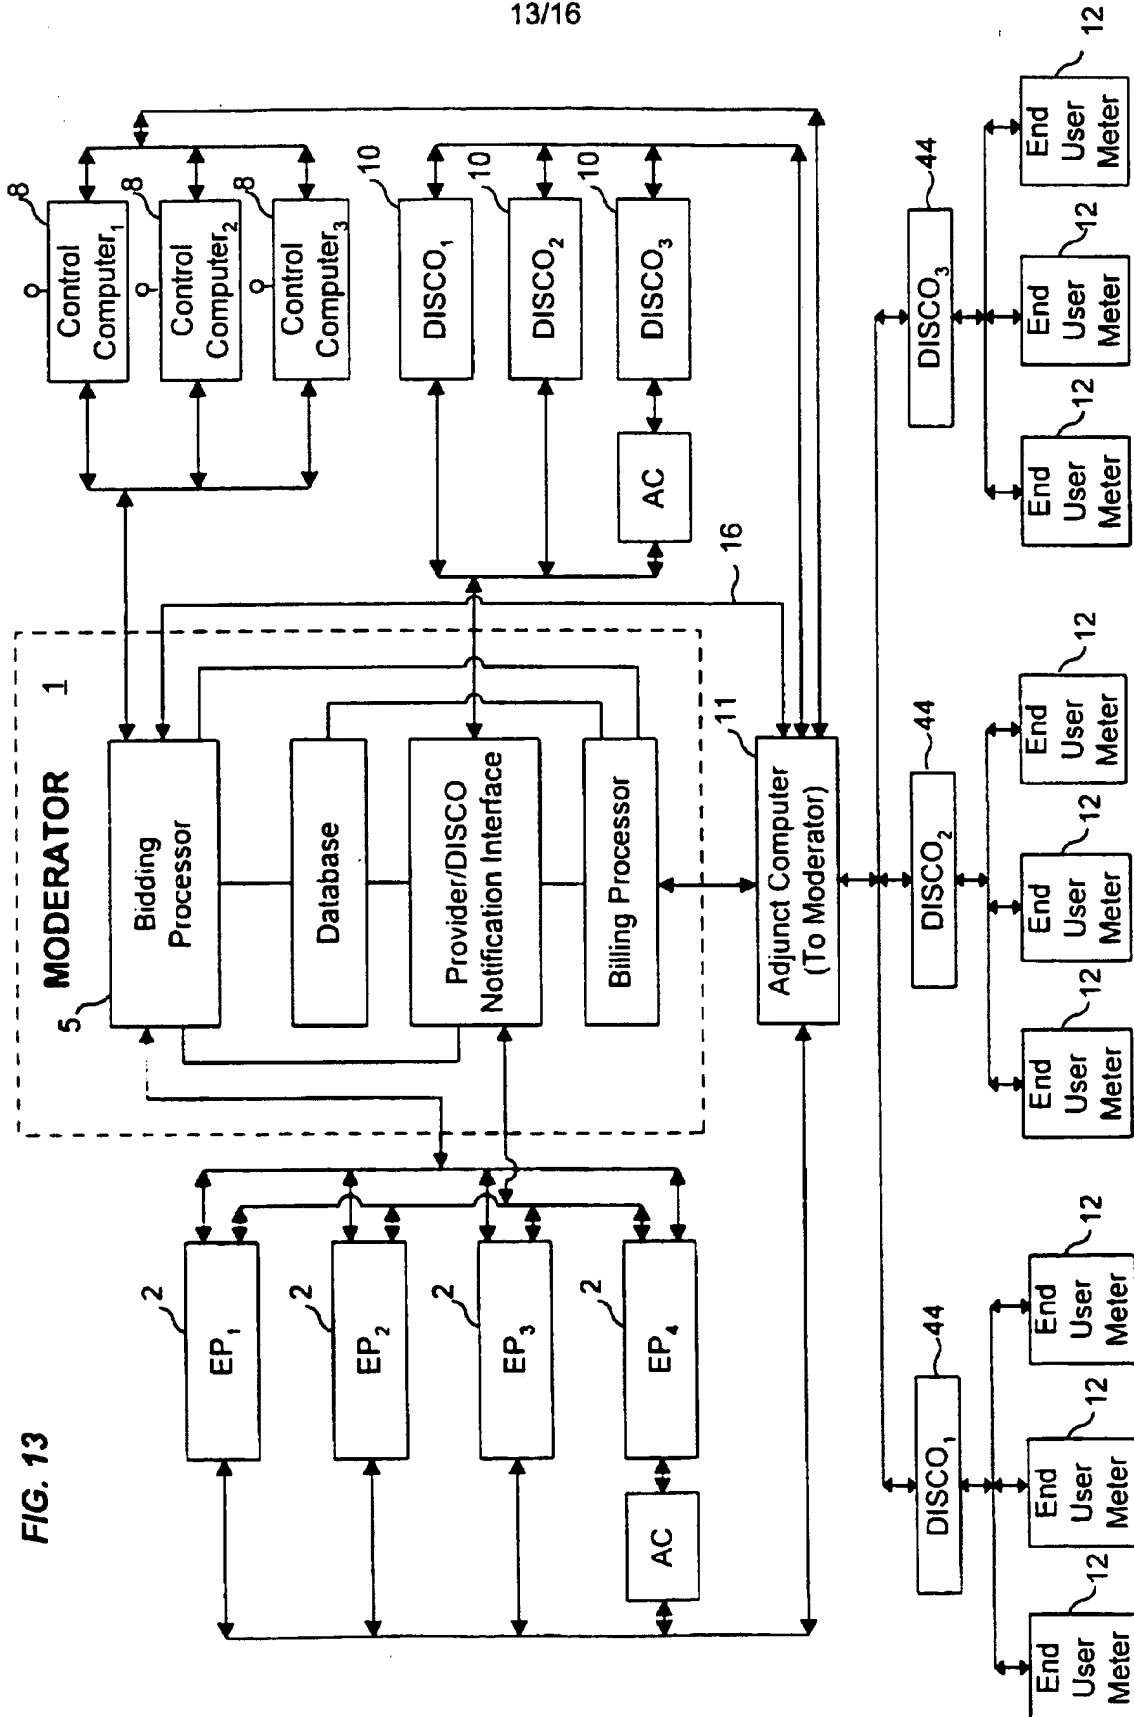 13/16
FIG. 13
MODERATOR
1
5
Bidding
Processor
Database
Provider/DISCO
Notification Interface
Billing Processor
2
EP1
2
EP2
2
EP3
2
EP4
AC
8
Control
Computer1
8
Control
Computer2
8
Control
Computer3
10
DISCO1
10
DISCO2
10
DISCO3
AC
16
11
Adjunct Computer
(To Moderator)
44
DISCO1
44
DISCO2
44
DISCO3
12
End
User
Meter
12
End
User
Meter
12
End
User
Meter
12
End
User
Meter
12
End
User
Meter
12
End
User
Meter
12
End
User
Meter
12
End
User
Meter
12
End
User
Meter